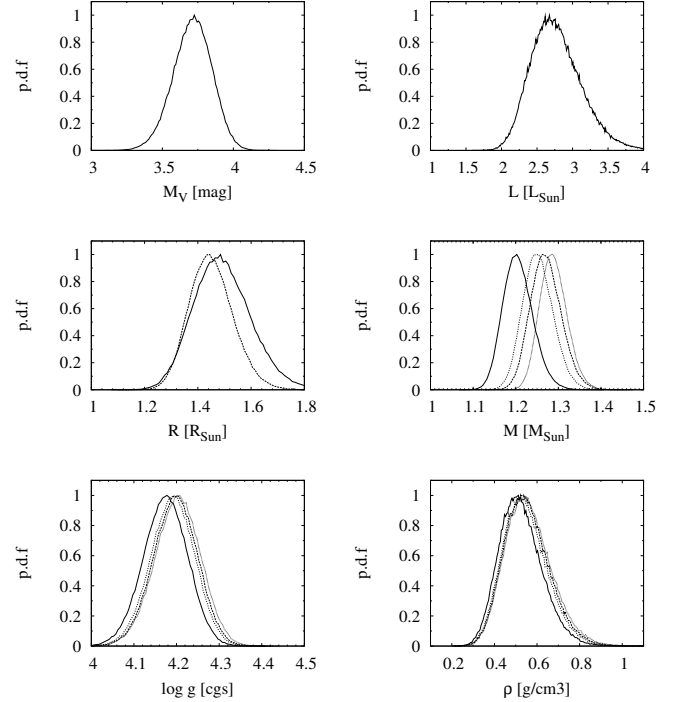 p.d.f
1
0.8
0.6
0.4
0.2
0
3 3.5 4 4.5
M_V [mag]
p.d.f
1
0.8
0.6
0.4
0.2
0
1 1.5 2 2.5 3 3.5 4
L [L_Sun]
p.d.f
1
0.8
0.6
0.4
0.2
0
1 1.2 1.4 1.6 1.8
R [R_Sun]
p.d.f
1
0.8
0.6
0.4
0.2
0
1 1.1 1.2 1.3 1.4 1.5
M [M_Sun]
p.d.f
1
0.8
0.6
0.4
0.2
0
4 4.1 4.2 4.3 4.4 4.5
log g [cgs]
p.d.f
1
0.8
0.6
0.4
0.2
0
0.2 0.4 0.6 0.8 1
ρ [g/cm3]